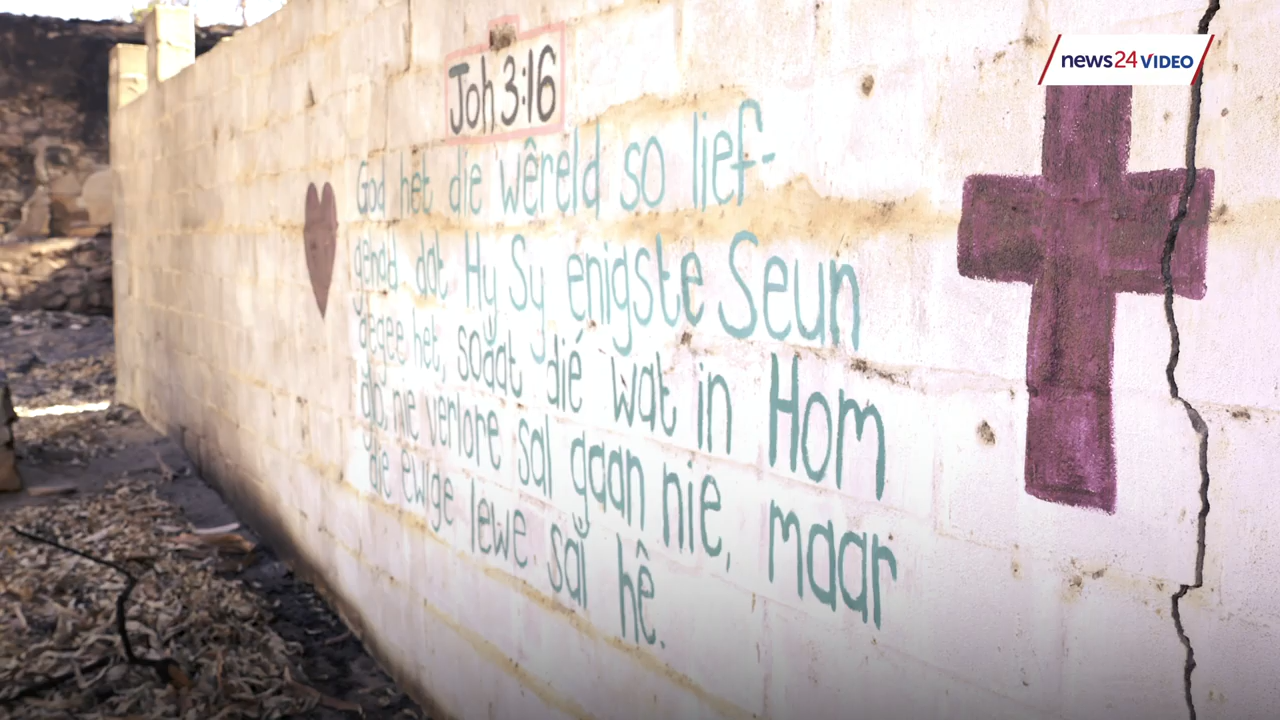 news24 VIDEO
Joh 3:16
God het die wêreld so lief-
gehad dat Hy Sy enigste Seun
gegee het, sodat dié wat in Hom
glo, nie verlore sal gaan nie, maar
die ewige lewe sal hê.